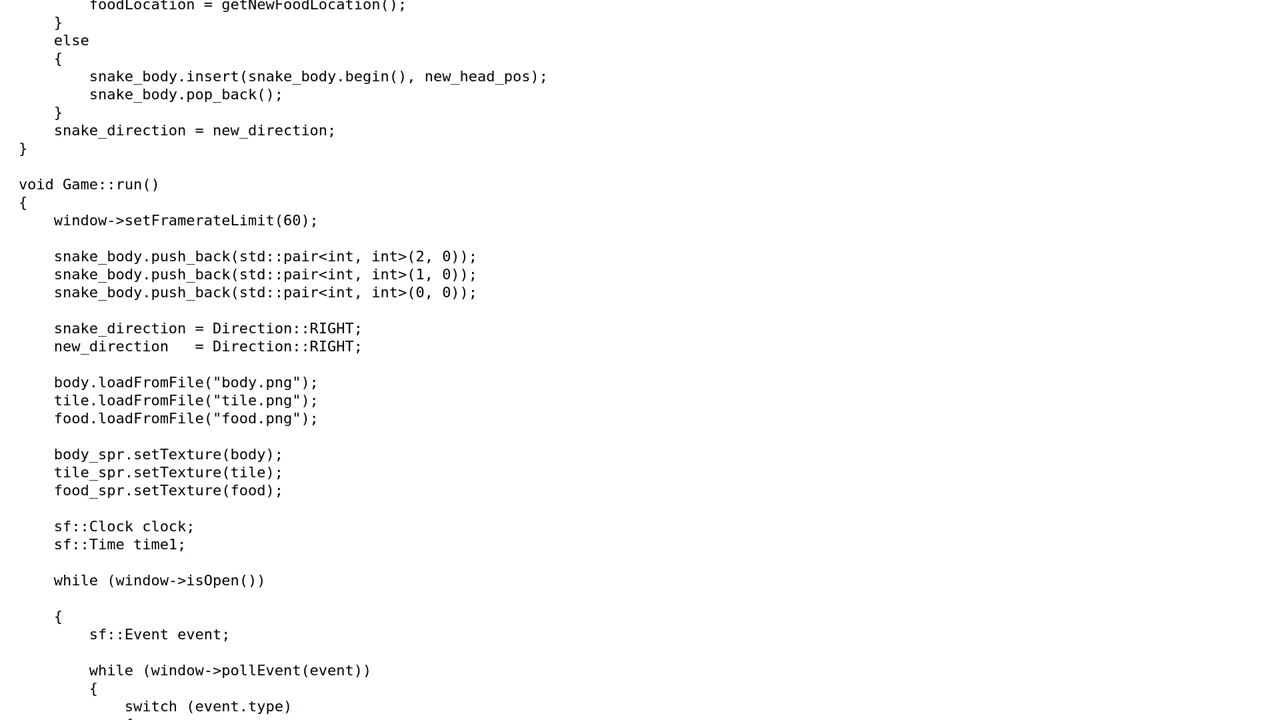 foodLocation = getNewFoodLocation();
    }
    else
    {
        snake_body.insert(snake_body.begin(), new_head_pos);
        snake_body.pop_back();
    }
    snake_direction = new_direction;
}

void Game::run()
{
    window->setFramerateLimit(60);

    snake_body.push_back(std::pair<int, int>(2, 0));
    snake_body.push_back(std::pair<int, int>(1, 0));
    snake_body.push_back(std::pair<int, int>(0, 0));

    snake_direction = Direction::RIGHT;
    new_direction   = Direction::RIGHT;

    body.loadFromFile("body.png");
    tile.loadFromFile("tile.png");
    food.loadFromFile("food.png");

    body_spr.setTexture(body);
    tile_spr.setTexture(tile);
    food_spr.setTexture(food);

    sf::Clock clock;
    sf::Time time1;

    while (window->isOpen())

    {
        sf::Event event;

        while (window->pollEvent(event))
        {
            switch (event.type)
            {